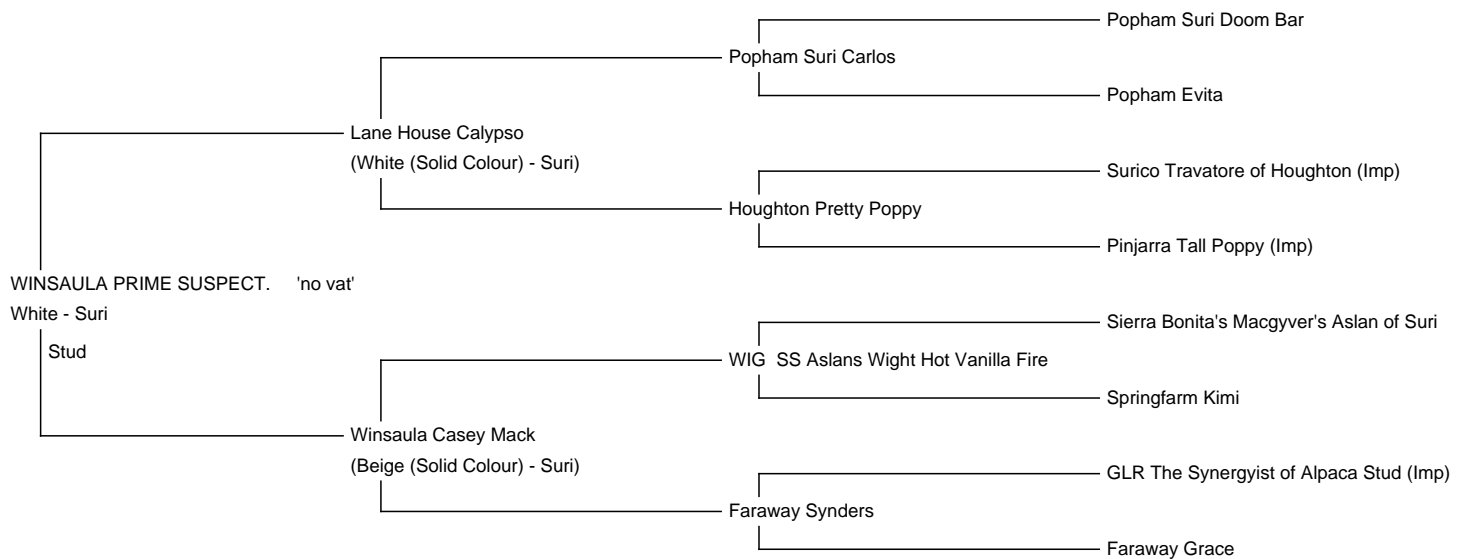 Popham Suri Doom Bar
Popham Suri Carlos
Popham Evita
Lane House Calypso
(White (Solid Colour) - Suri)
Surico Travatore of Houghton (Imp)
Houghton Pretty Poppy
Pinjarra Tall Poppy (Imp)
WINSAULA PRIME SUSPECT. 'no vat'
White - Suri
Stud
Sierra Bonita's Macgyver's Aslan of Suri
WIG SS Aslans Wight Hot Vanilla Fire
Springfarm Kimi
Winsaula Casey Mack
(Beige (Solid Colour) - Suri)
GLR The Synergyist of Alpaca Stud (Imp)
Faraway Synders
Faraway Grace